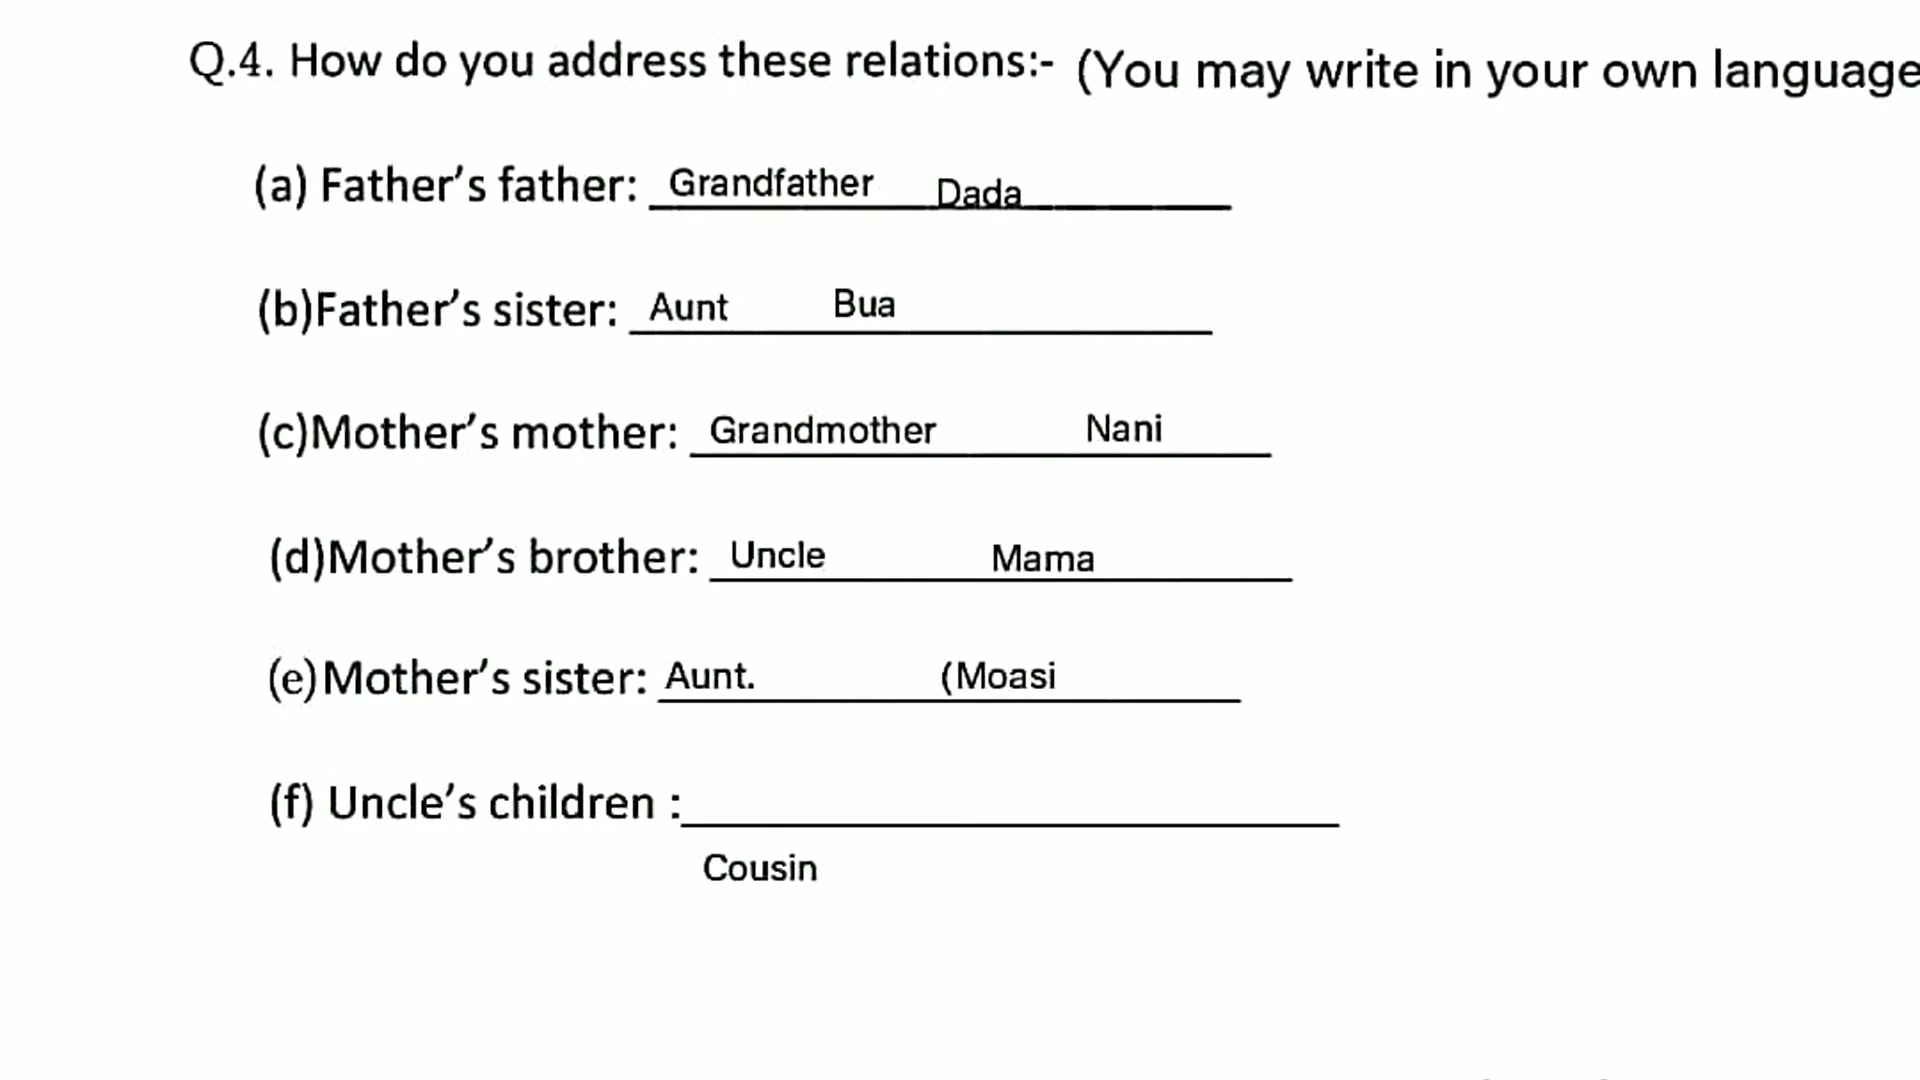 Q.4. How do you address these relations:- (You may write in your own language
(a) Father's father: Grandfather Dada
(b)Father's sister: Aunt Bua
(c)Mother's mother: Grandmother Nani
(d)Mother's brother: Uncle Mama
(e)Mother's sister: Aunt. (Moasi
(f) Uncle's children :
Cousin